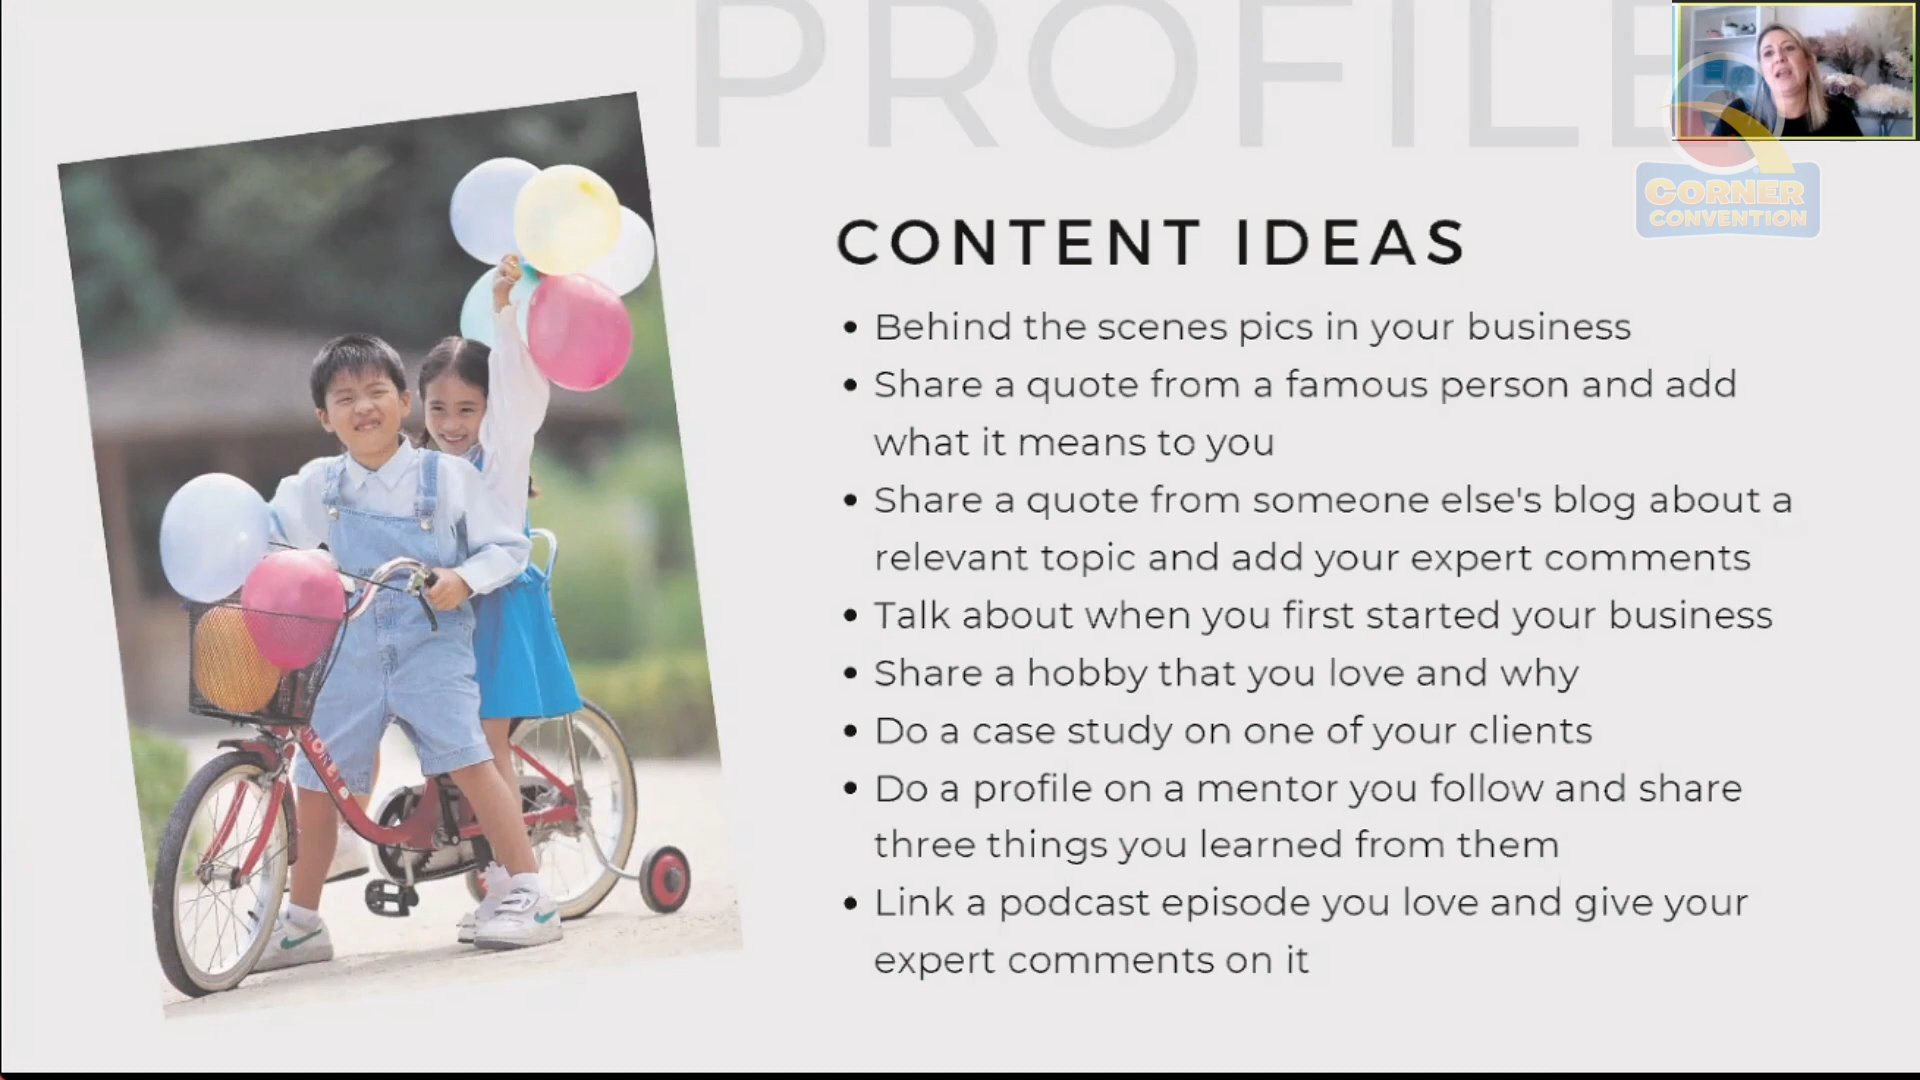 PROFILE
CORNER
CONVENTION
CONTENT IDEAS
• Behind the scenes pics in your business
• Share a quote from a famous person and add
what it means to you
• Share a quote from someone else's blog about a
relevant topic and add your expert comments
• Talk about when you first started your business
• Share a hobby that you love and why
• Do a case study on one of your clients
• Do a profile on a mentor you follow and share
three things you learned from them
• Link a podcast episode you love and give your
expert comments on it